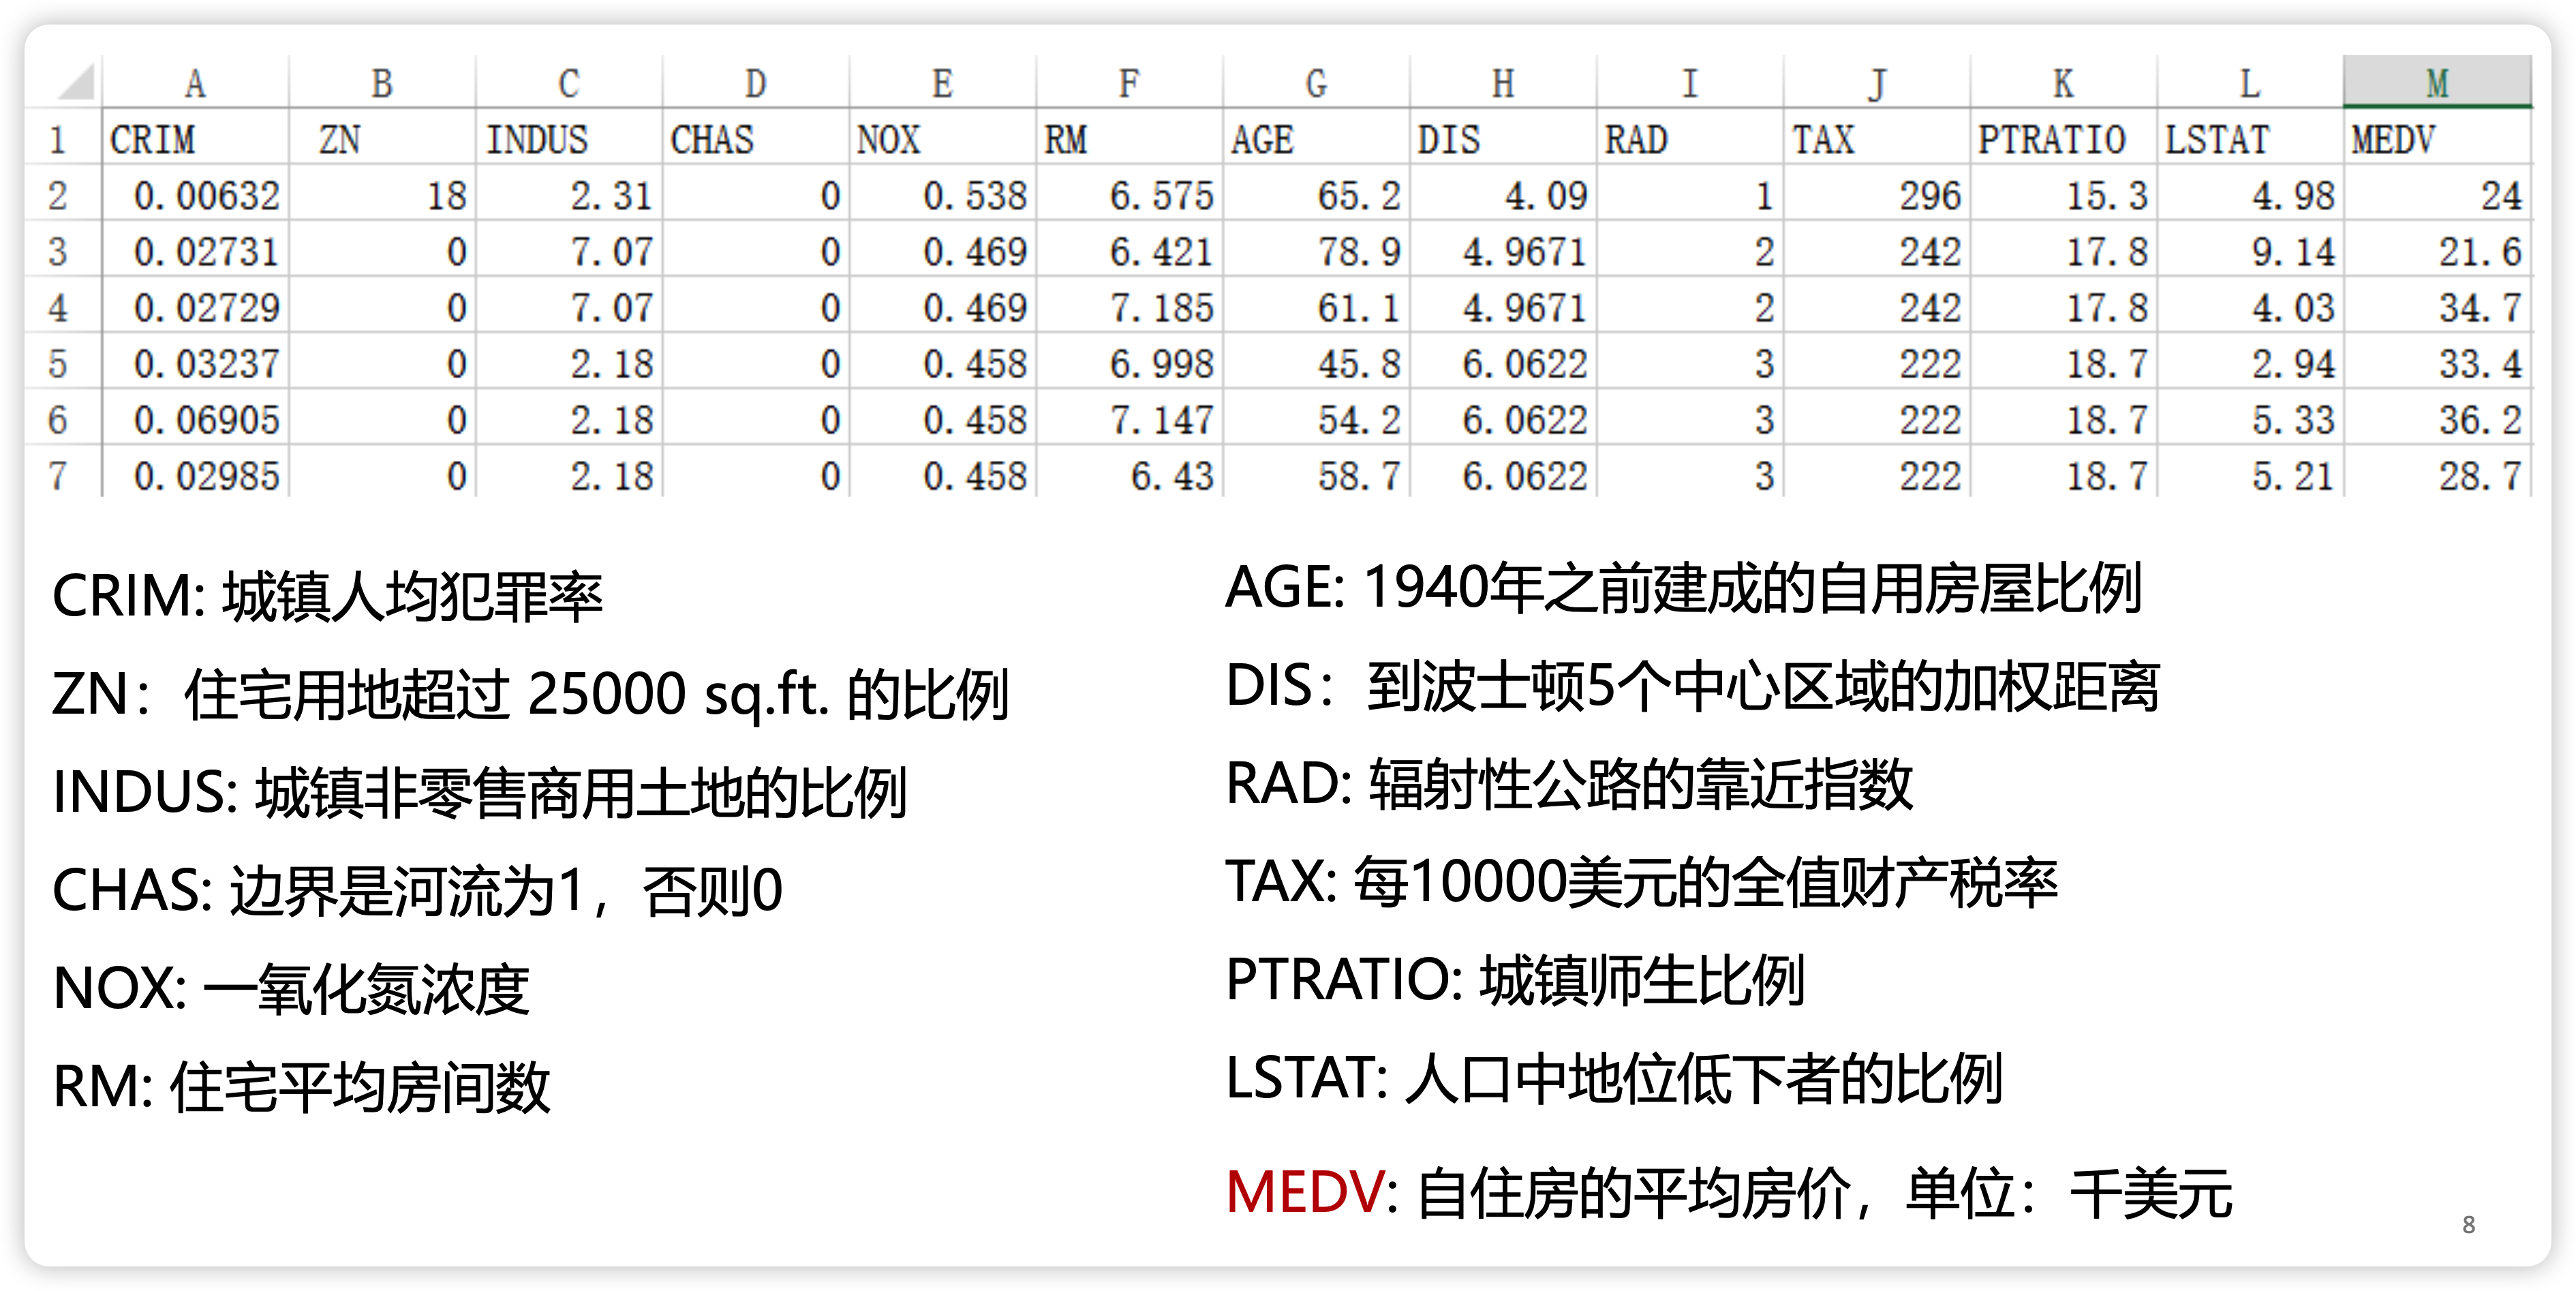 A B C D E F G H I J K L M
1 CRIM ZN INDUS CHAS NOX RM AGE DIS RAD TAX PTRATIO LSTAT MEDV
2 0.00632 18 2.31 0 0.538 6.575 65.2 4.09 1 296 15.3 4.98 24
3 0.02731 0 7.07 0 0.469 6.421 78.9 4.9671 2 242 17.8 9.14 21.6
4 0.02729 0 7.07 0 0.469 7.185 61.1 4.9671 2 242 17.8 4.03 34.7
5 0.03237 0 2.18 0 0.458 6.998 45.8 6.0622 3 222 18.7 2.94 33.4
6 0.06905 0 2.18 0 0.458 7.147 54.2 6.0622 3 222 18.7 5.33 36.2
7 0.02985 0 2.18 0 0.458 6.43 58.7 6.0622 3 222 18.7 5.21 28.7
CRIM: 城镇人均犯罪率
ZN：住宅用地超过 25000 sq.ft. 的比例
INDUS: 城镇非零售商用土地的比例
CHAS: 边界是河流为1，否则0
NOX: 一氧化氮浓度
RM: 住宅平均房间数
AGE: 1940年之前建成的自用房屋比例
DIS：到波士顿5个中心区域的加权距离
RAD: 辐射性公路的靠近指数
TAX: 每10000美元的全值财产税率
PTRATIO: 城镇师生比例
LSTAT: 人口中地位低下者的比例
MEDV: 自住房的平均房价，单位：千美元
8